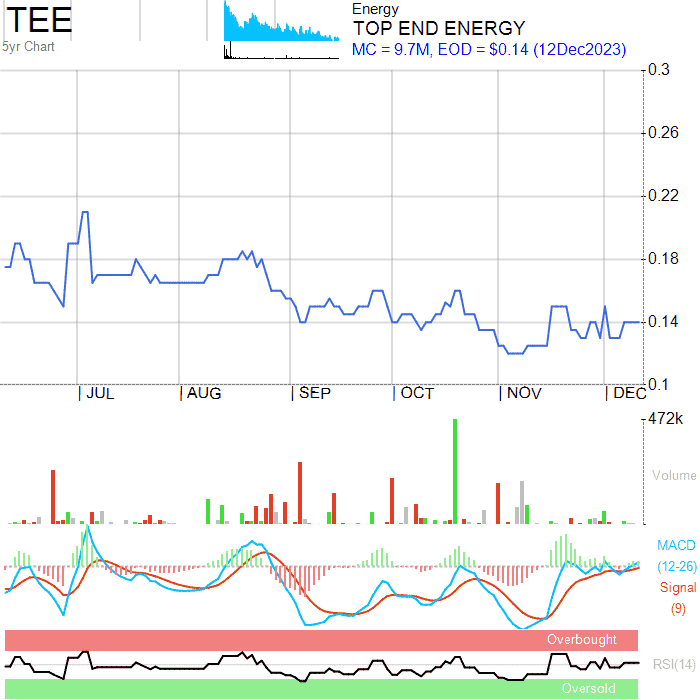 TEE
5yr Chart
Energy
TOP END ENERGY
MC = 9.7M, EOD = $0.14 (12Dec2023)
0.3
0.26
0.22
0.18
0.14
0.1
| JUL | AUG | SEP | OCT | NOV | DEC
472k
Volume
MACD
(12-26)
Signal
(9)
Overbought
RSI(14)
Oversold